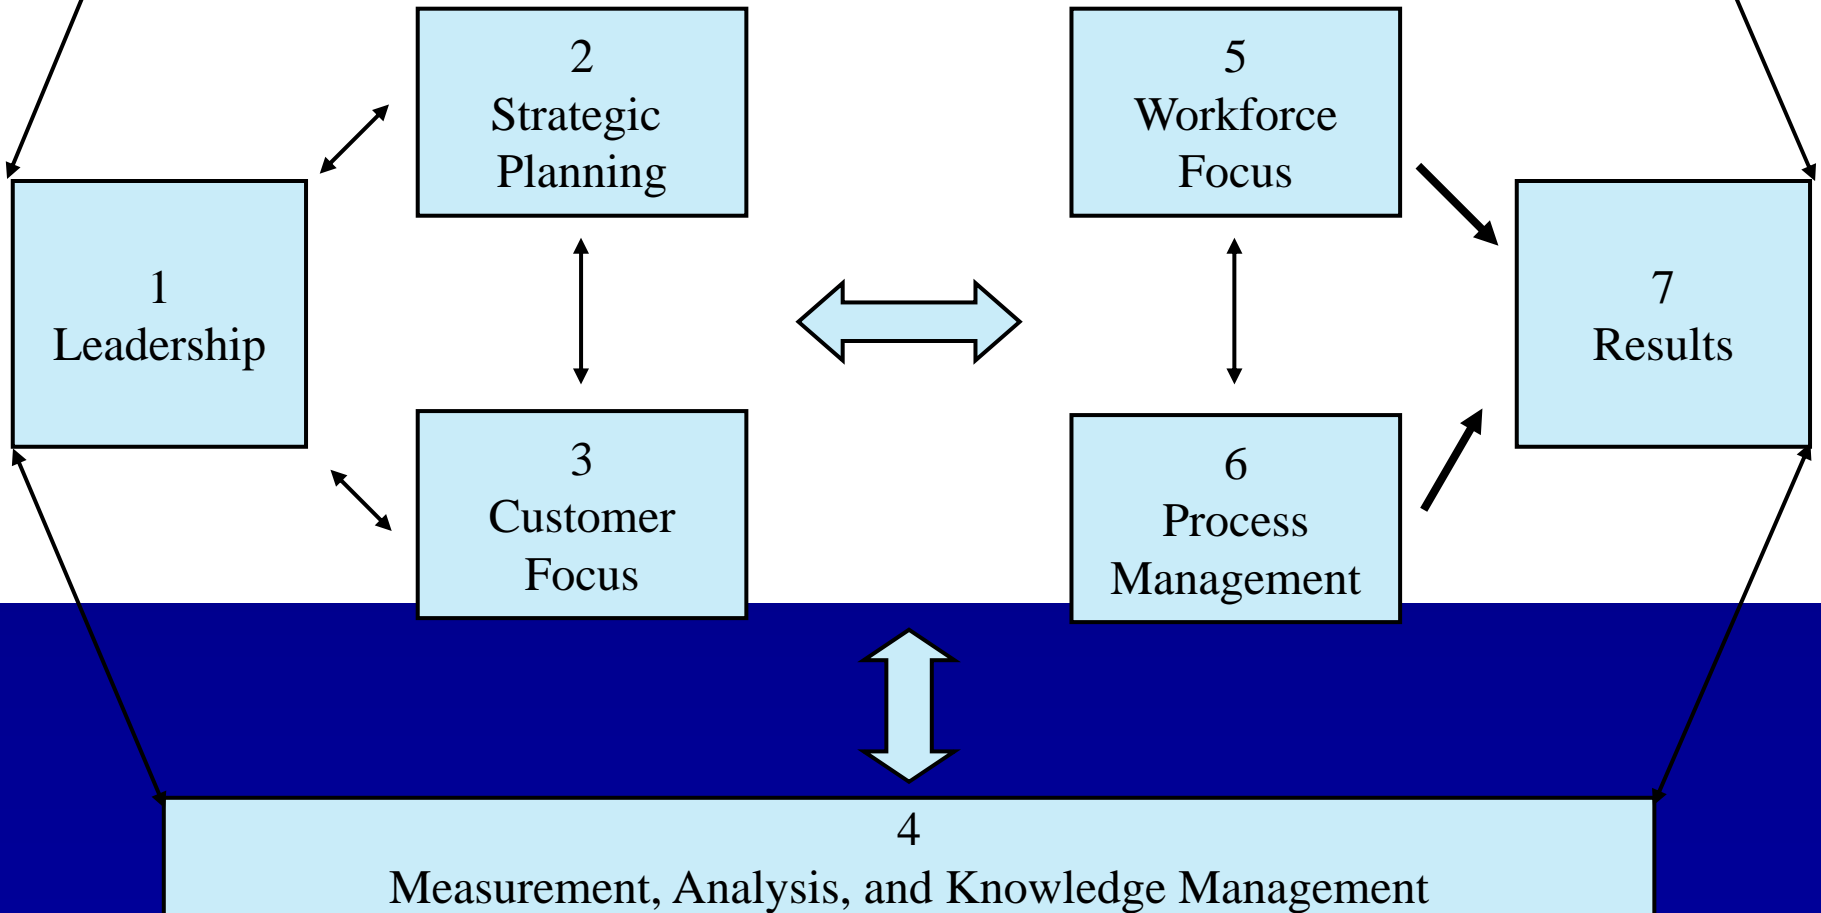 2
Strategic
Planning
5
Workforce
Focus
1
Leadership
7
Results
3
Customer
Focus
6
Process
Management
4
Measurement, Analysis, and Knowledge Management